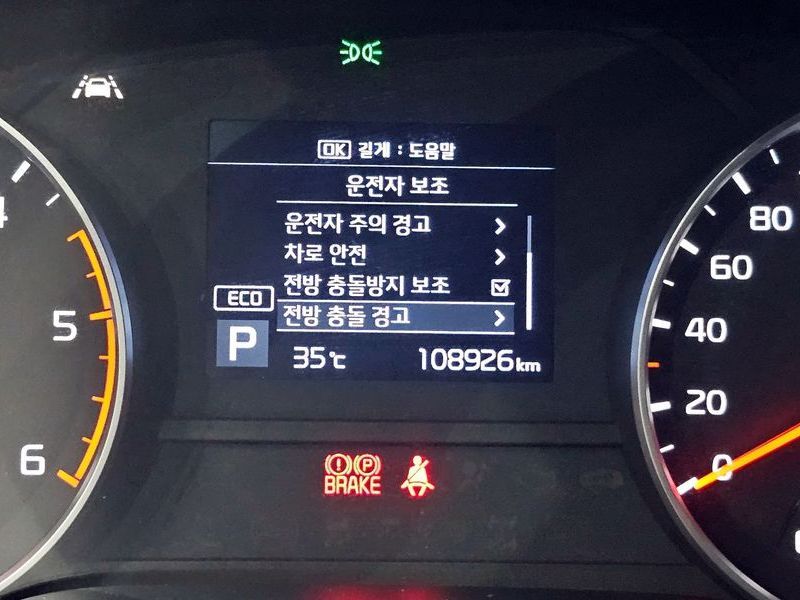 OK 길게 : 도움말
운전자 보조
운전자 주의 경고
차로 안전
전방 충돌방지 보조
전방 충돌 경고
ECO
P
35℃
108926km
4
5
6
80
60
40
20
0
(!) (P)
BRAKE